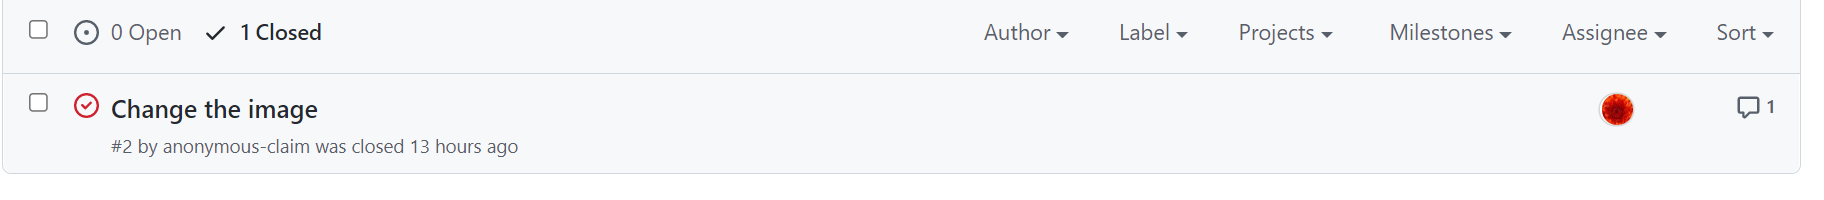 0 Open 1 Closed Author Label Projects Milestones Assignee Sort
Change the image 1
#2 by anonymous-claim was closed 13 hours ago